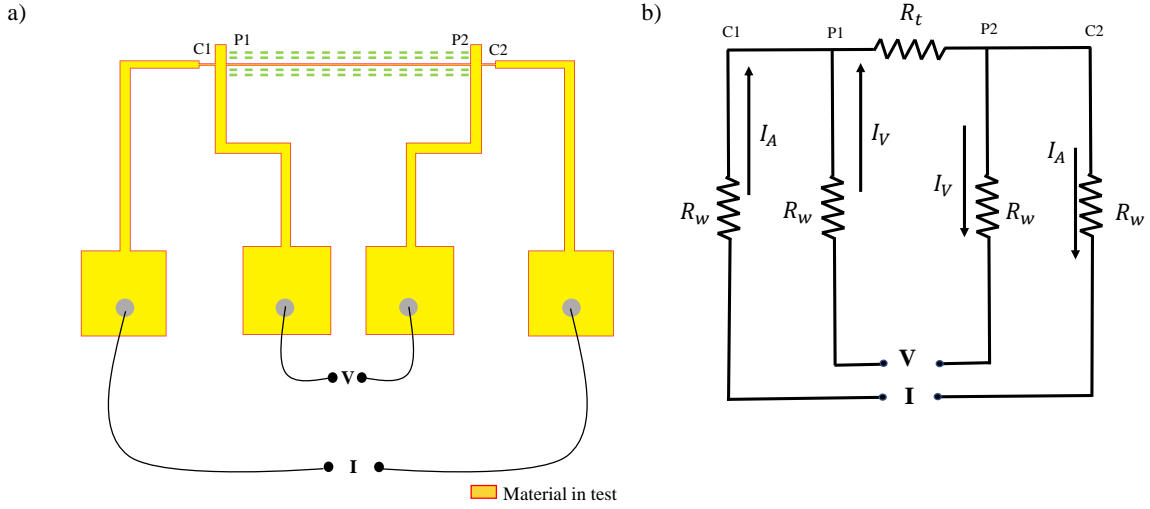 a)
C1
P1
P2
C2
V
I
Material in test
b)
C1
P1
R_t
P2
C2
I_A
I_V
I_V
I_A
R_w
R_w
R_w
R_w
V
I